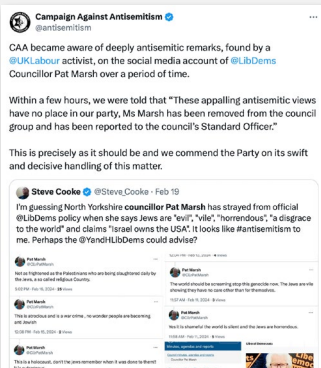 Campaign Against Antisemitism
@antisemitism
CAA became aware of deeply antisemitic remarks, found by a
@UKLabour activist, on the social media account of @LibDems
Councillor Pat Marsh over a period of time.
Within a few hours, we were told that “These appalling antisemitic views
have no place in our party, Ms Marsh has been removed from the council
group and has been reported to the council’s Standard Officer.”
This is precisely as it should be and we commend the Party on its swift
and decisive handling of this matter.
Steve Cooke @Steve_Cooke · Feb 19
I'm guessing North Yorkshire councillor Pat Marsh has strayed from official
@LibDems policy when she says Jews are "evil", "vile", "horrendous", "a disgrace
to the world" and claims "Israel owns the USA". It looks like #antisemitism to
me. Perhaps the @YandHLibDems could advise?
Pat Marsh
Not as frightened as the Palestinians who are being slaughtered daily by
the Jews, a so called religious Country.
Pat Marsh
This is atrocious and is a war crime , no wonder people are becoming
anti Jewish
Pat Marsh
This is a holocaust, don't the jews remember when it was done to them!!
Pat Marsh
The world should be screaming stop this genocide now. The Jews are vile
showing they have no care other than for themselves.
Pat Marsh
Yes it is shameful the world is silent and the Jews are horrendous.